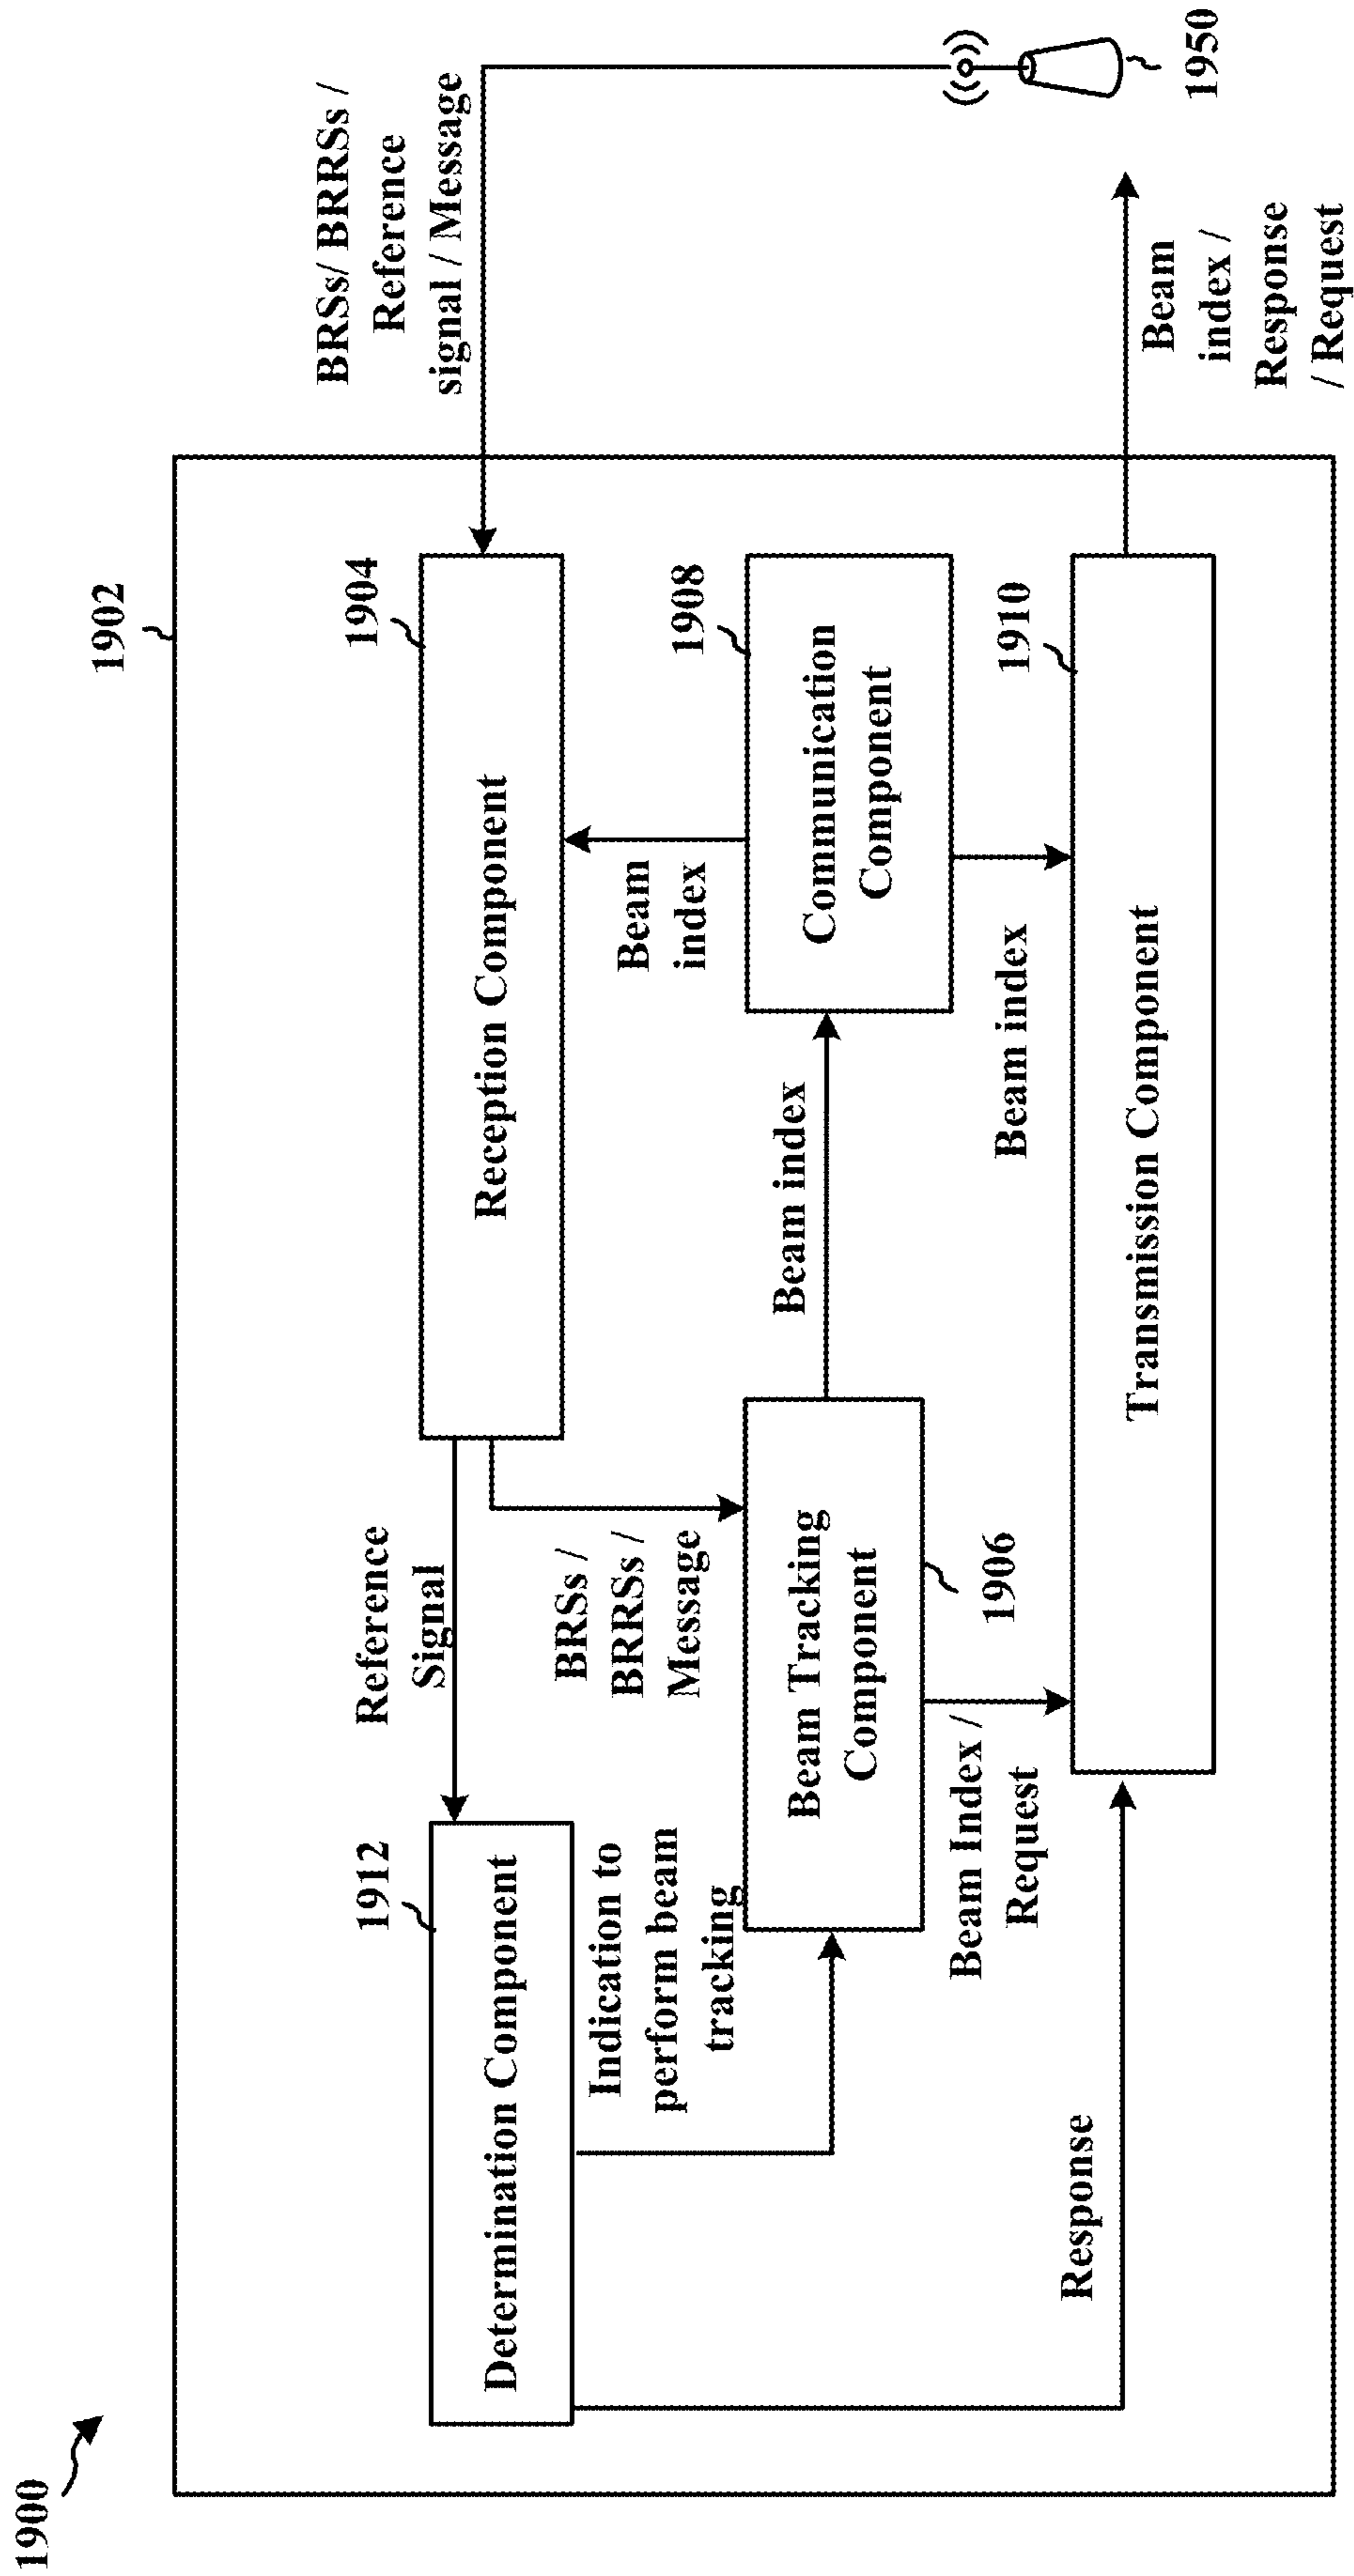 1900
1902
1912
Determination Component
Reference
Signal
1904
Reception Component
BRSs/ BRRSs /
Reference
signal / Message
Indication to
perform beam
tracking
BRSs /
BRRSs /
Message
Beam
index
1908
Communication
Component
Beam Tracking
Component
1906
Beam index
Beam Index /
Request
Beam index
1910
Response
Transmission Component
Beam
index /
Response
/ Request
1950